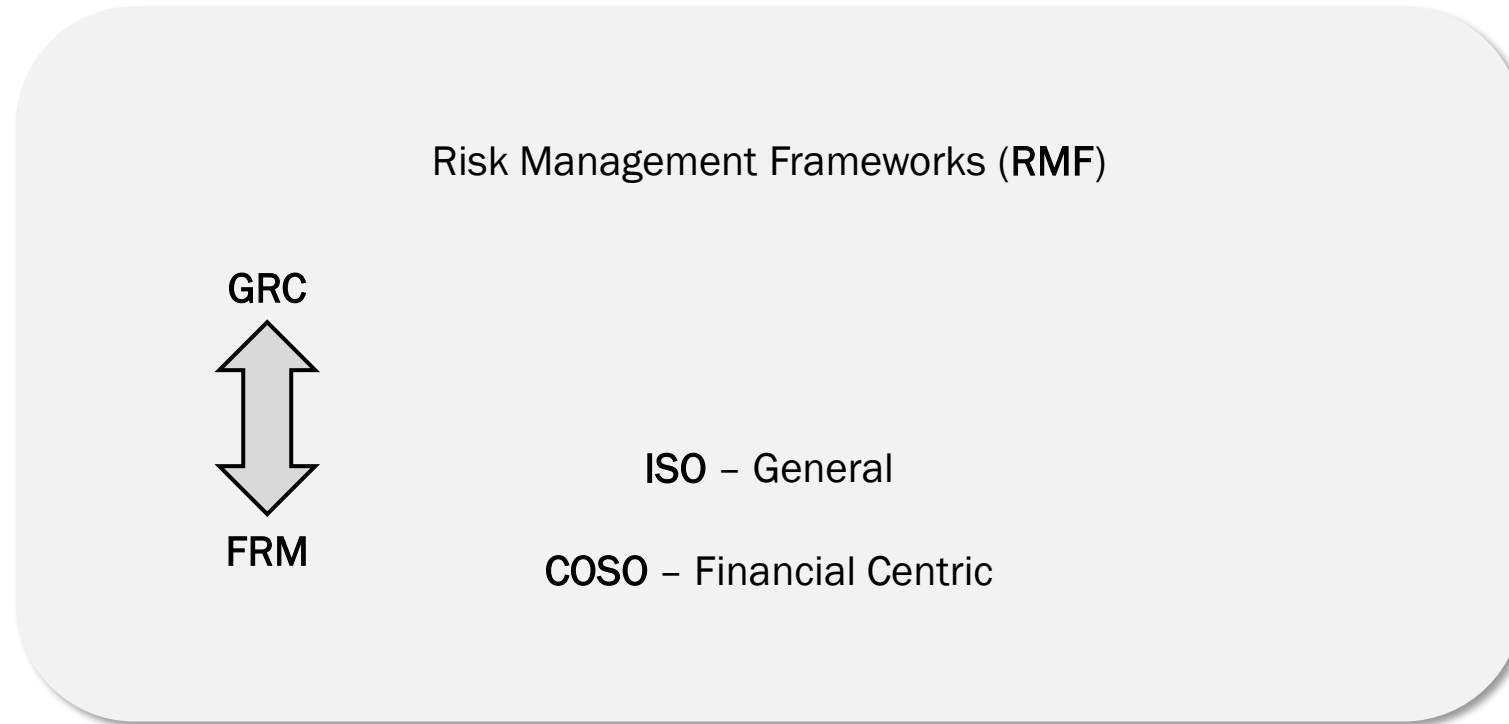 Risk Management Frameworks (RMF)
GRC
ISO – General
FRM
COSO – Financial Centric